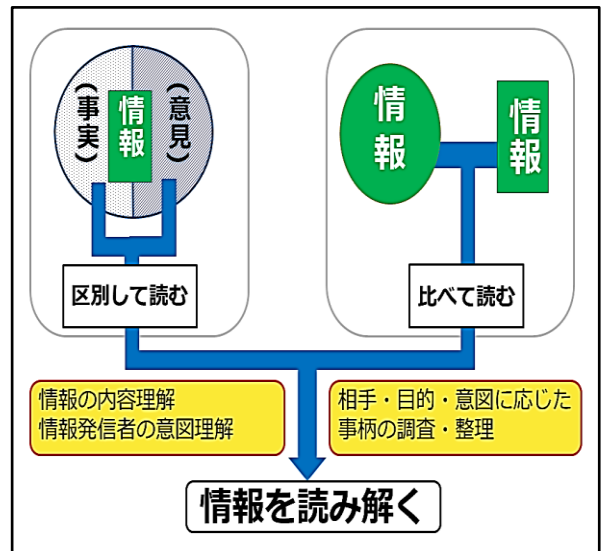 （事実）
情報
（意見）
区別して読む
情報
情報
比べて読む
情報の内容理解
情報発信者の意図理解
相手・目的・意図に応じた
事柄の調査・整理
情報を読み解く